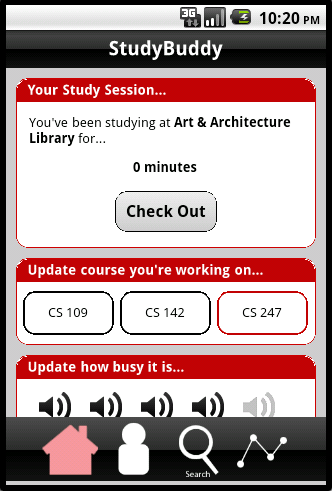 3G 10:20 PM
StudyBuddy
Your Study Session...
You've been studying at Art & Architecture
Library for...
0 minutes
Check Out
Update course you're working on...
CS 109 CS 142 CS 247
Update how busy it is...
Search